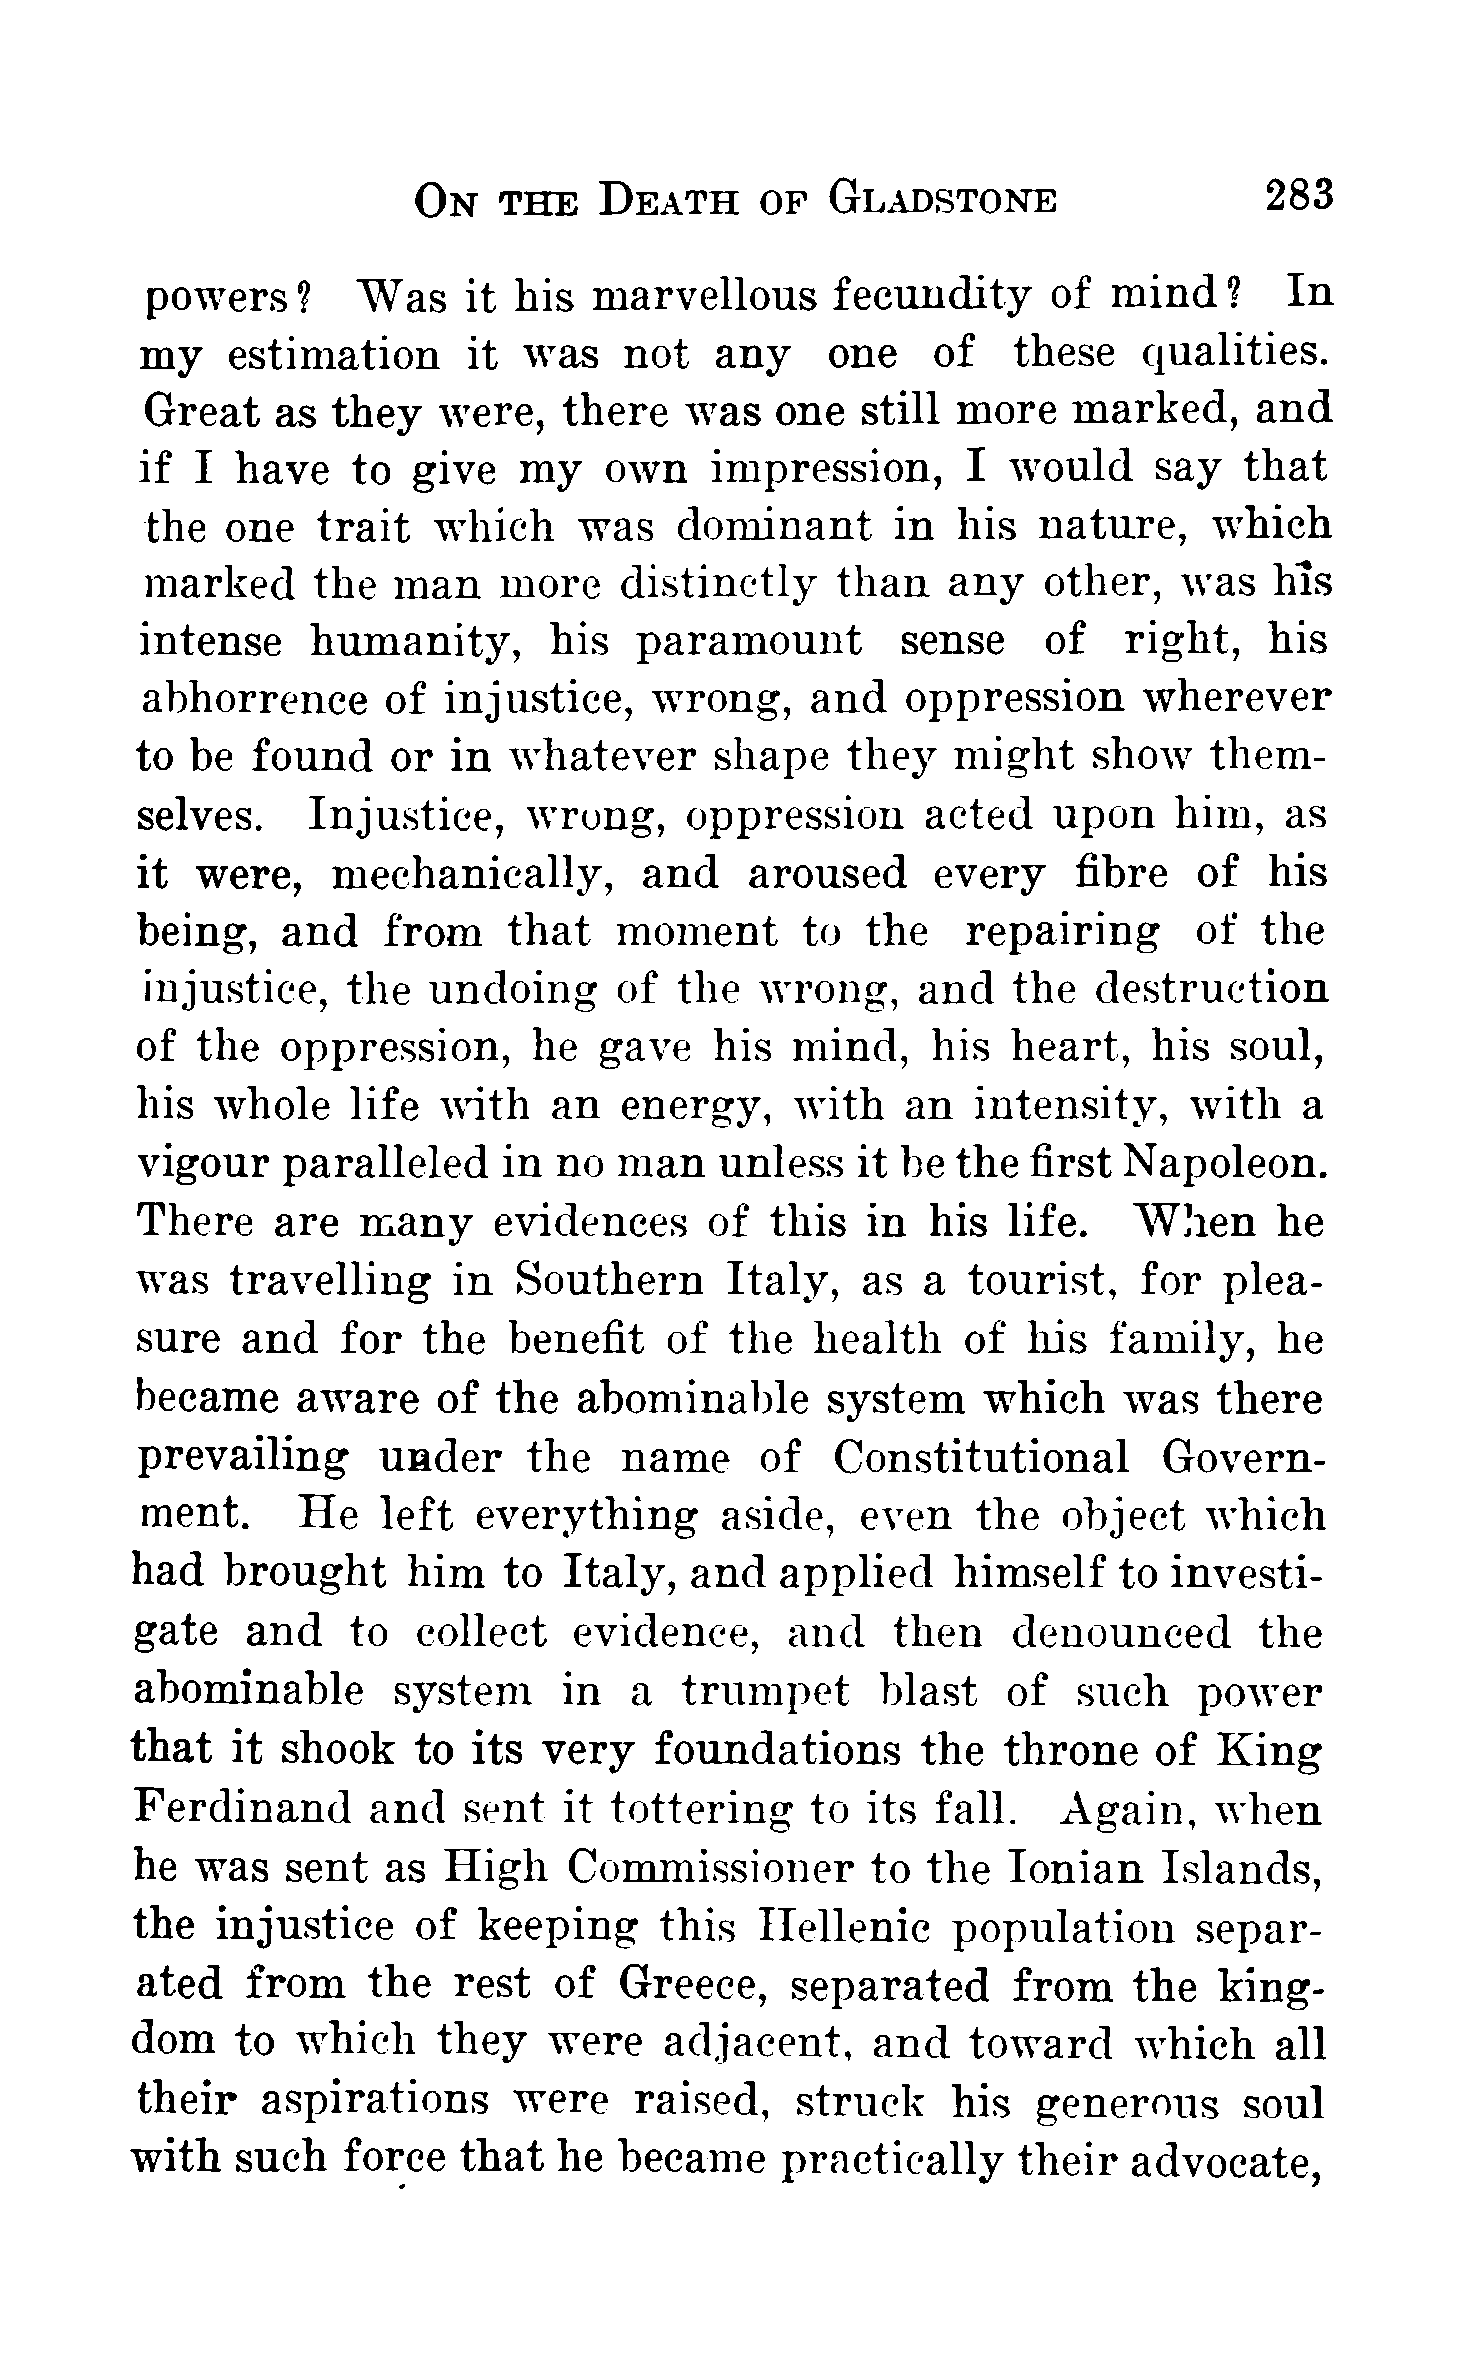 ON THE DEATH OF GLADSTONE 283
powers? Was it his marvellous fecundity of mind? In
my estimation it was not any one of these qualities.
Great as they were, there was one still more marked, and
if I have to give my own impression, I would say that
the one trait which was dominant in his nature, which
marked the man more distinctly than any other, was his
intense humanity, his paramount sense of right, his
abhorrence of injustice, wrong, and oppression wherever
to be found or in whatever shape they might show them-
selves. Injustice, wrong, oppression acted upon him, as
it were, mechanically, and aroused every fibre of his
being, and from that moment to the repairing of the
injustice, the undoing of the wrong, and the destruction
of the oppression, he gave his mind, his heart, his soul,
his whole life with an energy, with an intensity, with a
vigour paralleled in no man unless it be the first Napoleon.
There are many evidences of this in his life. When he
was travelling in Southern Italy, as a tourist, for plea-
sure and for the benefit of the health of his family, he
became aware of the abominable system which was there
prevailing under the name of Constitutional Govern-
ment. He left everything aside, even the object which
had brought him to Italy, and applied himself to investi-
gate and to collect evidence, and then denounced the
abominable system in a trumpet blast of such power
that it shook to its very foundations the throne of King
Ferdinand and sent it tottering to its fall. Again, when
he was sent as High Commissioner to the Ionian Islands,
the injustice of keeping this Hellenic population separ-
ated from the rest of Greece, separated from the king-
dom to which they were adjacent, and toward which all
their aspirations were raised, struck his generous soul
with such force that he became practically their advocate,